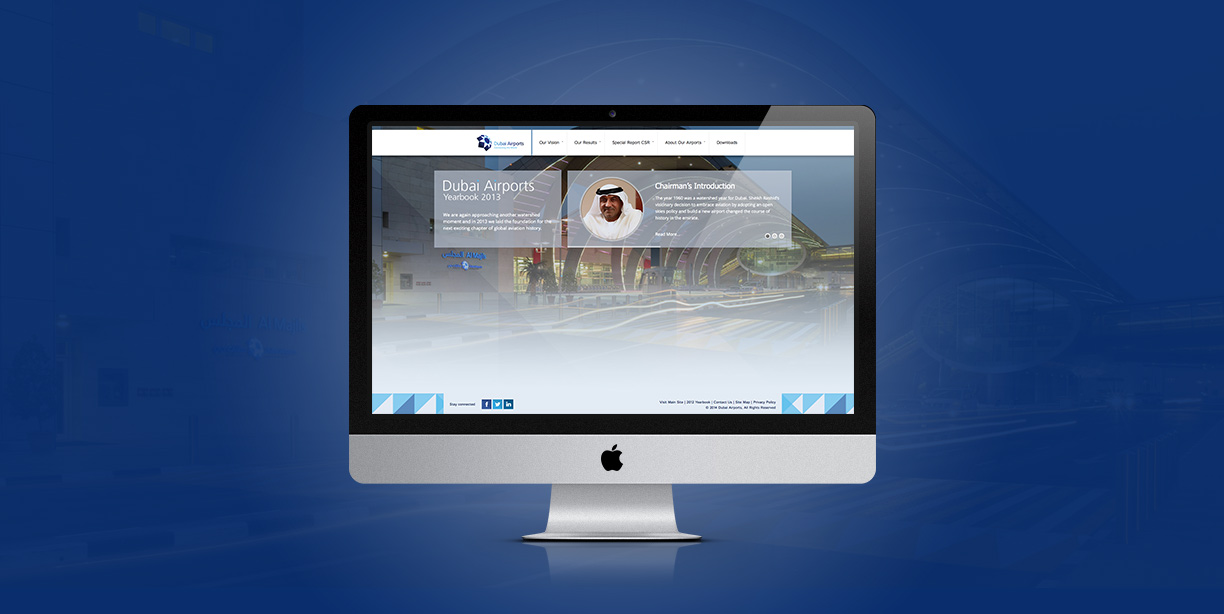 Dubai Airports
Our Vision
Our Results
Special Report CSR
About Our Airports
Downloads
Dubai Airports
Yearbook 2013
We are again approaching another watershed
moment and in 2013 we laid the foundation for the
next exciting chapter of global aviation history.
Chairman's Introduction
The year 1960 was a watershed year for Dubai. Sheikh Rashid's
visionary decision to embrace aviation by adopting an open
skies policy and build a new airport changed the course of
history in the emirate.
Read More...
Stay connected
Visit Main Site | 2012 Yearbook | Contact Us | Site Map | Privacy Policy
© 2014 Dubai Airports. All Rights Reserved